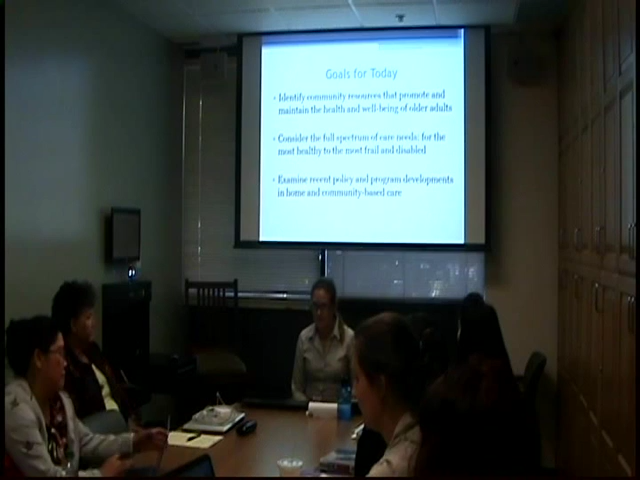 Goals for Today
• Identify community resources that promote and
maintain the health and well-being of older adults
• Consider the full spectrum of care needs: for the
most healthy to the most frail and disabled
• Examine recent policy and program developments
in home and community-based care